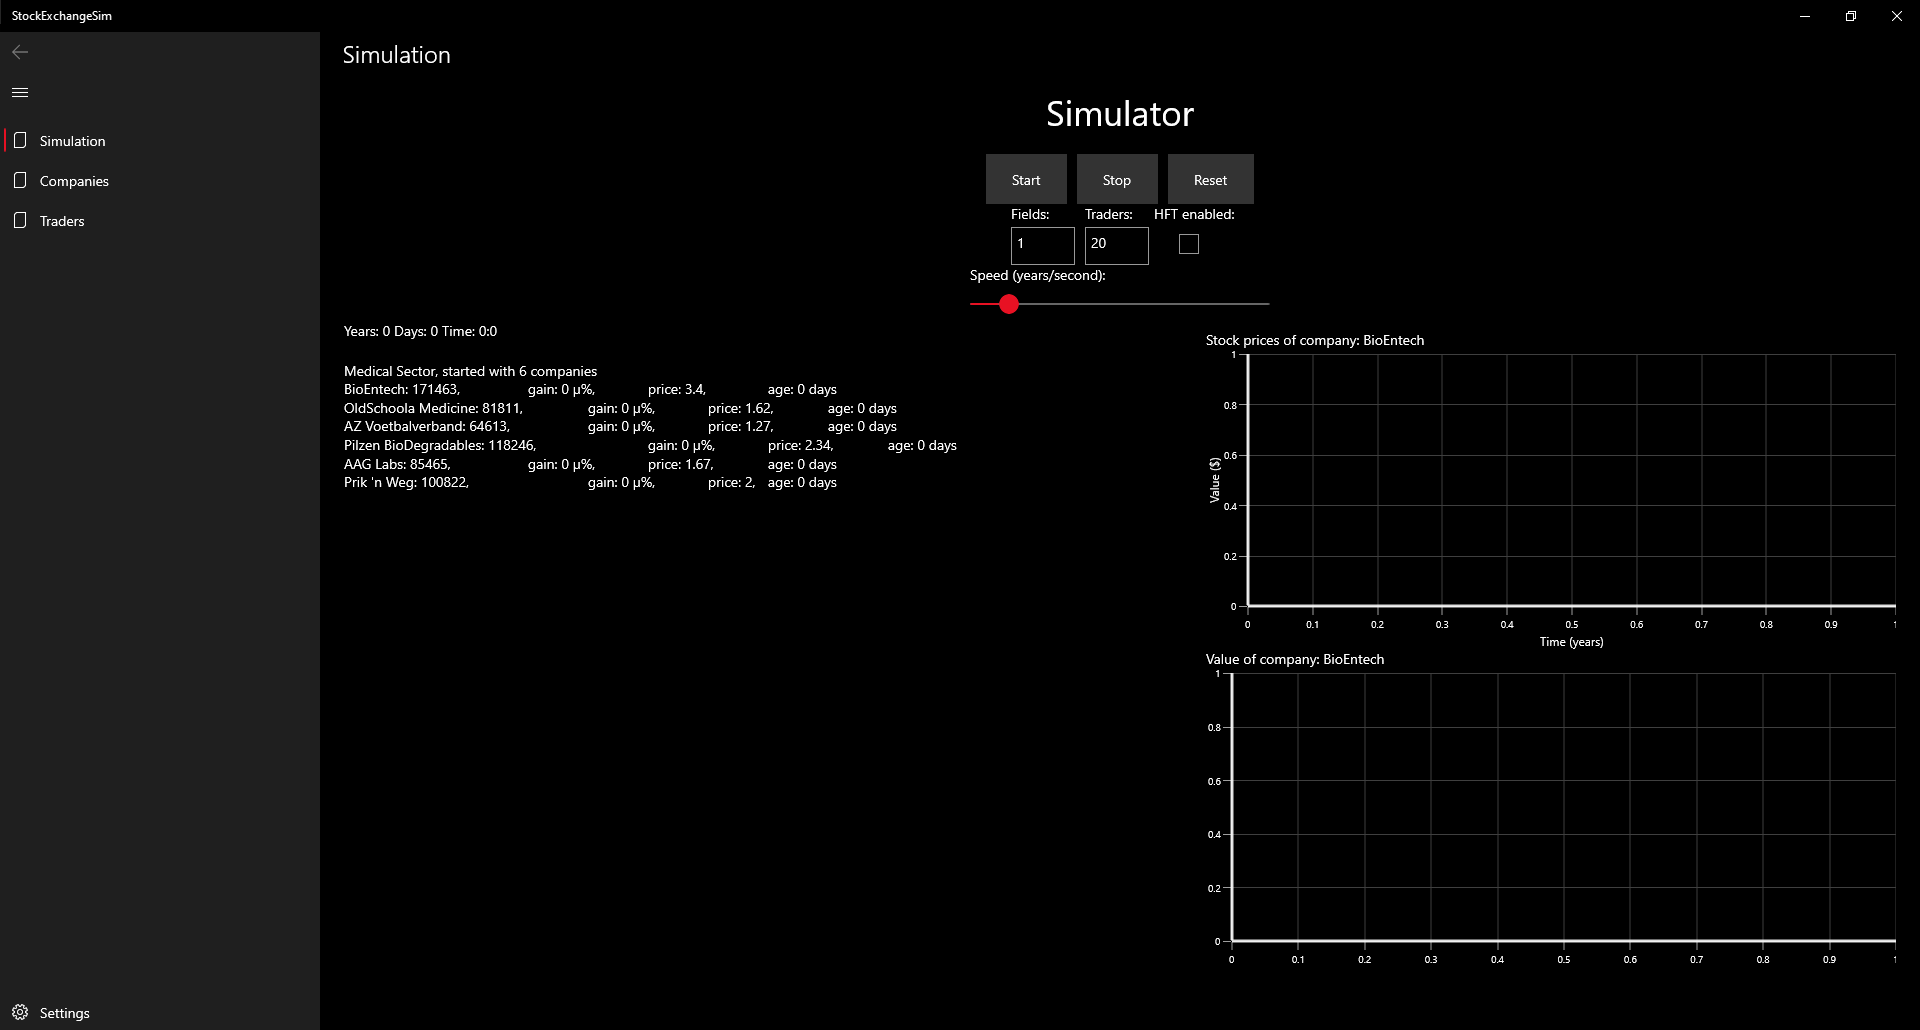 StockExchangeSim
Simulation
Companies
Traders
Settings
Simulation
Simulator
Start Stop Reset
Fields: Traders: HFT enabled:
1 20
Speed (years/second):
Years: 0 Days: 0 Time: 0:0
Medical Sector, started with 6 companies
BioEntech: 171463, gain: 0 µ%, price: 3.4, age: 0 days
OldSchoola Medicine: 81811, gain: 0 µ%, price: 1.62, age: 0 days
AZ Voetbalverband: 64613, gain: 0 µ%, price: 1.27, age: 0 days
Pilzen BioDegradables: 118246, gain: 0 µ%, price: 2.34, age: 0 days
AAG Labs: 85465, gain: 0 µ%, price: 1.67, age: 0 days
Prik 'n Weg: 100822, gain: 0 µ%, price: 2, age: 0 days
Stock prices of company: BioEntech
1
0.8
0.6
0.4
0.2
0
Value ($)
0 0.1 0.2 0.3 0.4 0.5 0.6 0.7 0.8 0.9 1
Time (years)
Value of company: BioEntech
1
0.8
0.6
0.4
0.2
0
0 0.1 0.2 0.3 0.4 0.5 0.6 0.7 0.8 0.9 1